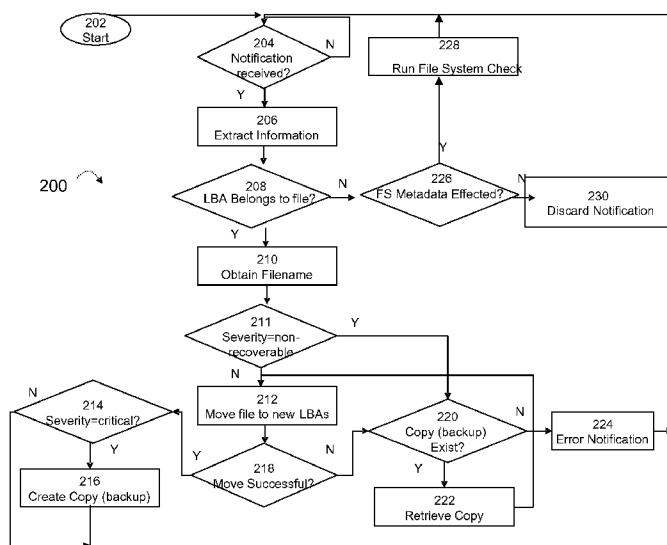 202
Start
204
Notification
received?
N
Y
206
Extract Information
228
Run File System Check
Y
200
208
LBA Belongs to file?
N
226
FS Metadata Effected?
N
230
Discard Notification
Y
210
Obtain Filename
211
Severity=non-
recoverable
Y
N
212
Move file to new LBAs
N
214
Severity=critical?
Y
216
Create Copy (backup)
Y
218
Move Successful?
N
220
Copy (backup)
Exist?
N
Y
224
Error Notification
222
Retrieve Copy